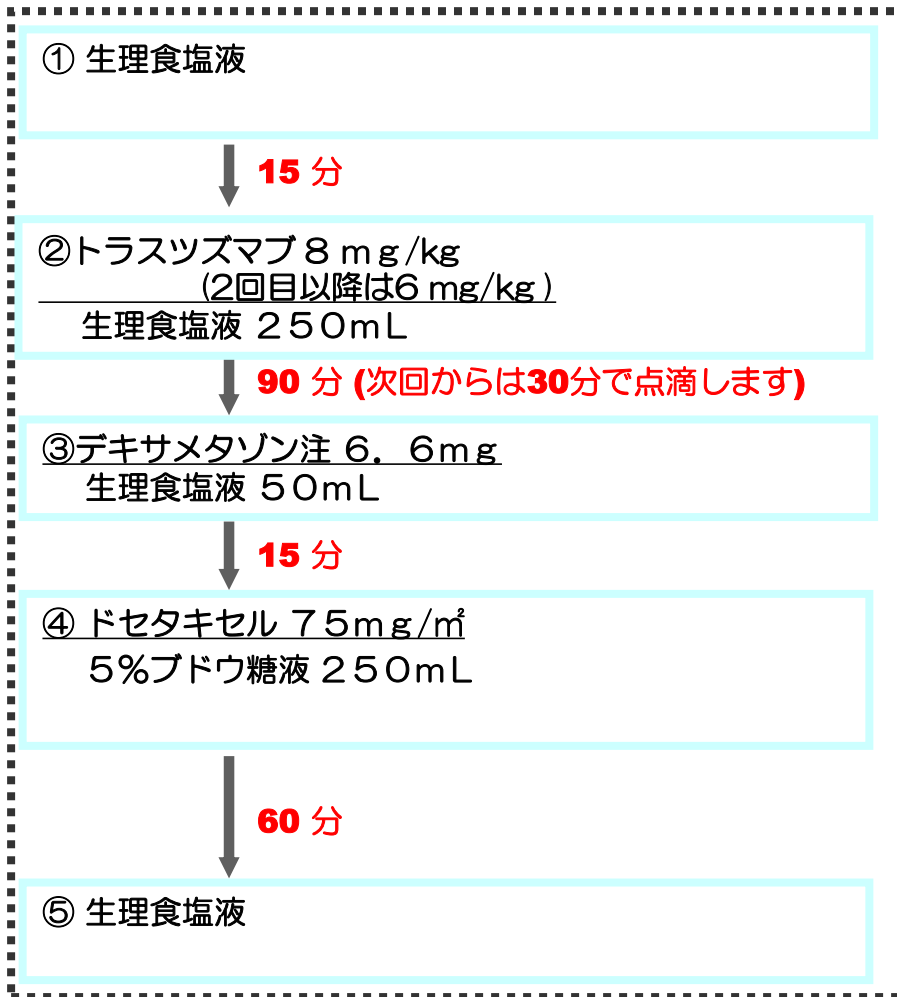 ① 生理食塩液
15 分
②トラスツズマブ８ｍｇ/kg
(2回目以降は６mg/kg )
生理食塩液 ２５０ｍＬ
90 分 (次回からは30分で点滴します)
③デキサメタゾン注 ６．６ｍｇ
生理食塩液 ５０ｍＬ
15 分
④ ドセタキセル ７５ｍｇ/㎡
５％ブドウ糖液 ２５０ｍＬ
60 分
⑤ 生理食塩液